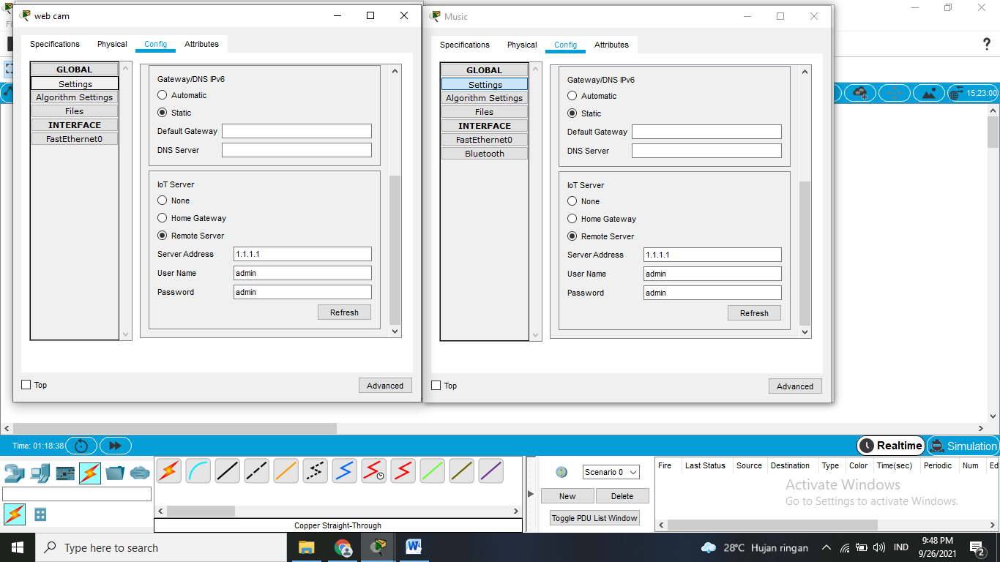 web cam
Specifications Physical Config Attributes
GLOBAL
Settings
Algorithm Settings
Files
INTERFACE
FastEthernet0
Gateway/DNS IPv6
Automatic
Static
Default Gateway
DNS Server
IoT Server
None
Home Gateway
Remote Server
Server Address 1.1.1.1
User Name admin
Password admin
Refresh
Top
Advanced
Music
Specifications Physical Config Attributes
GLOBAL
Settings
Algorithm Settings
Files
INTERFACE
FastEthernet0
Bluetooth
Gateway/DNS IPv6
Automatic
Static
Default Gateway
DNS Server
IoT Server
None
Home Gateway
Remote Server
Server Address 1.1.1.1
User Name admin
Password admin
Refresh
Top
Advanced
?
15:23:00
Time: 01:18:38
Realtime
Simulation
Copper Straight-Through
Scenario 0
New
Delete
Toggle PDU List Window
Fire Last Status Source Destination Type Color Time(sec) Periodic Num Ed
Activate Windows
Go to Settings to activate Windows.
Type here to search
28°C Hujan ringan
IND
9:48 PM
9/26/2021
2